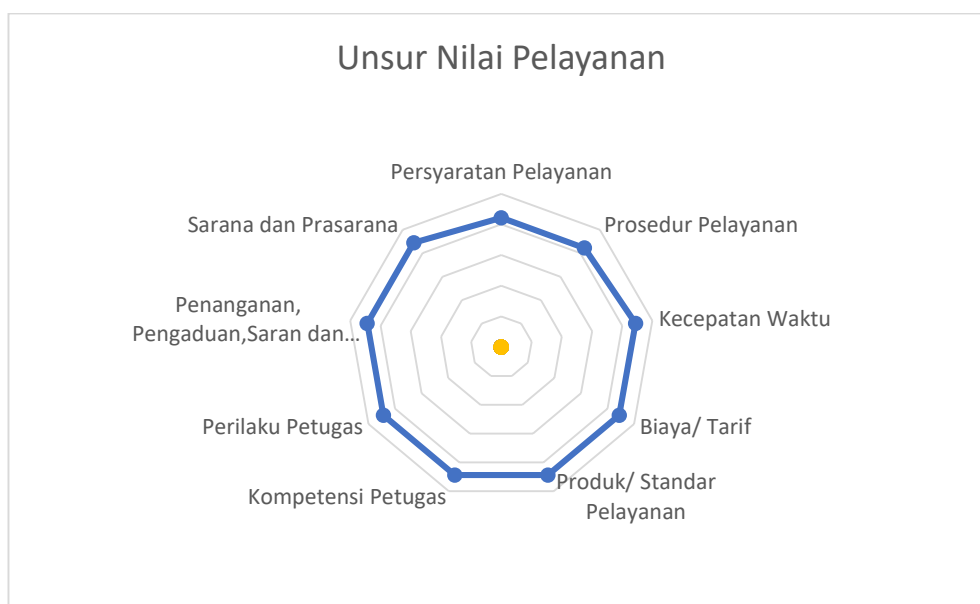 Unsur Nilai Pelayanan
Persyaratan Pelayanan
Prosedur Pelayanan
Kecepatan Waktu
Biaya/ Tarif
Produk/ Standar
Pelayanan
Kompetensi Petugas
Perilaku Petugas
Penanganan,
Pengaduan,Saran dan…
Sarana dan Prasarana